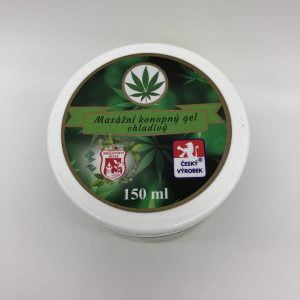 Masážní konopný gel
chladivý
ČESKÝ®
VÝROBEK
150 ml